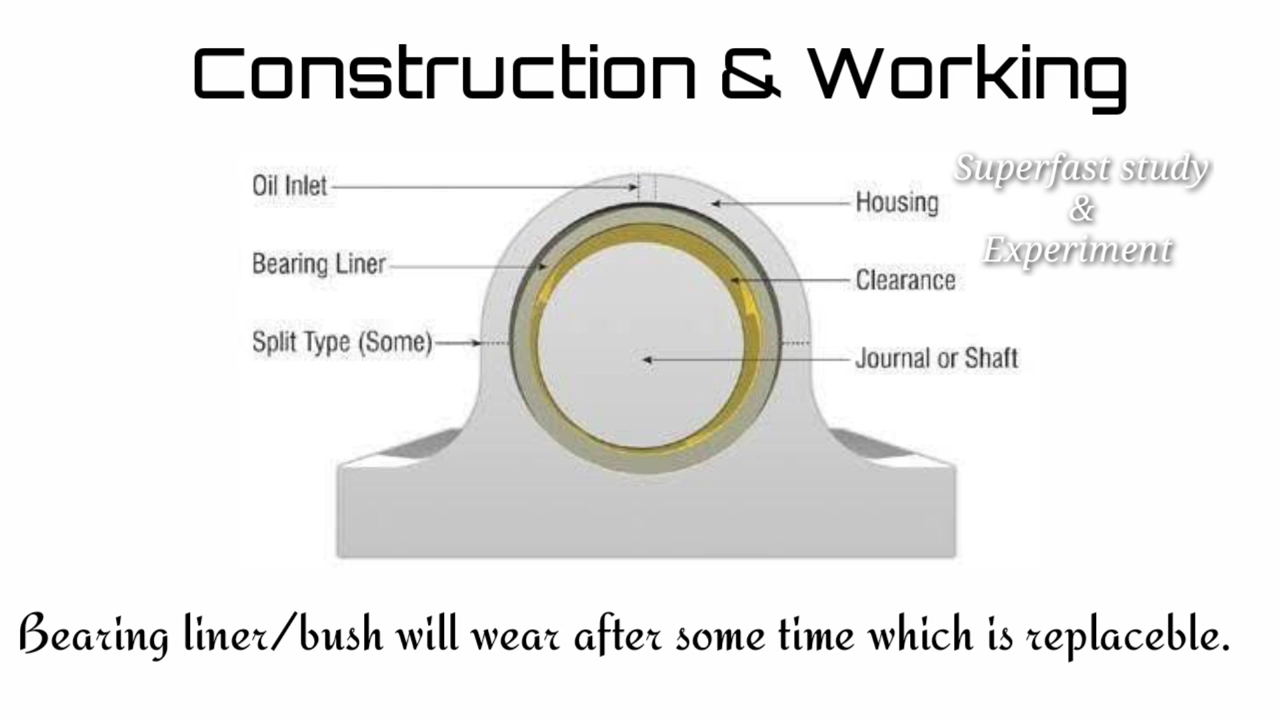 Construction & Working
Superfast study
&
Experiment
Oil Inlet
Housing
Bearing Liner
Clearance
Split Type (Some)
Journal or Shaft
Bearing liner/bush will wear after some time which is replaceble.